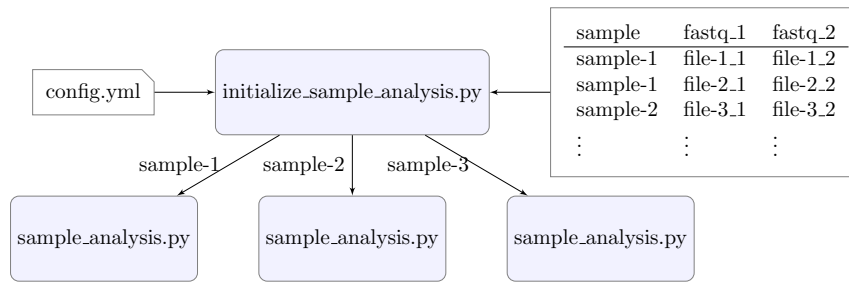 sample fastq_1 fastq_2
sample-1 file-1_1 file-1_2
sample-1 file-2_1 file-2_2
sample-2 file-3_1 file-3_2
⋮ ⋮ ⋮
config.yml
initialize_sample_analysis.py
sample-1
sample-2
sample-3
sample_analysis.py
sample_analysis.py
sample_analysis.py